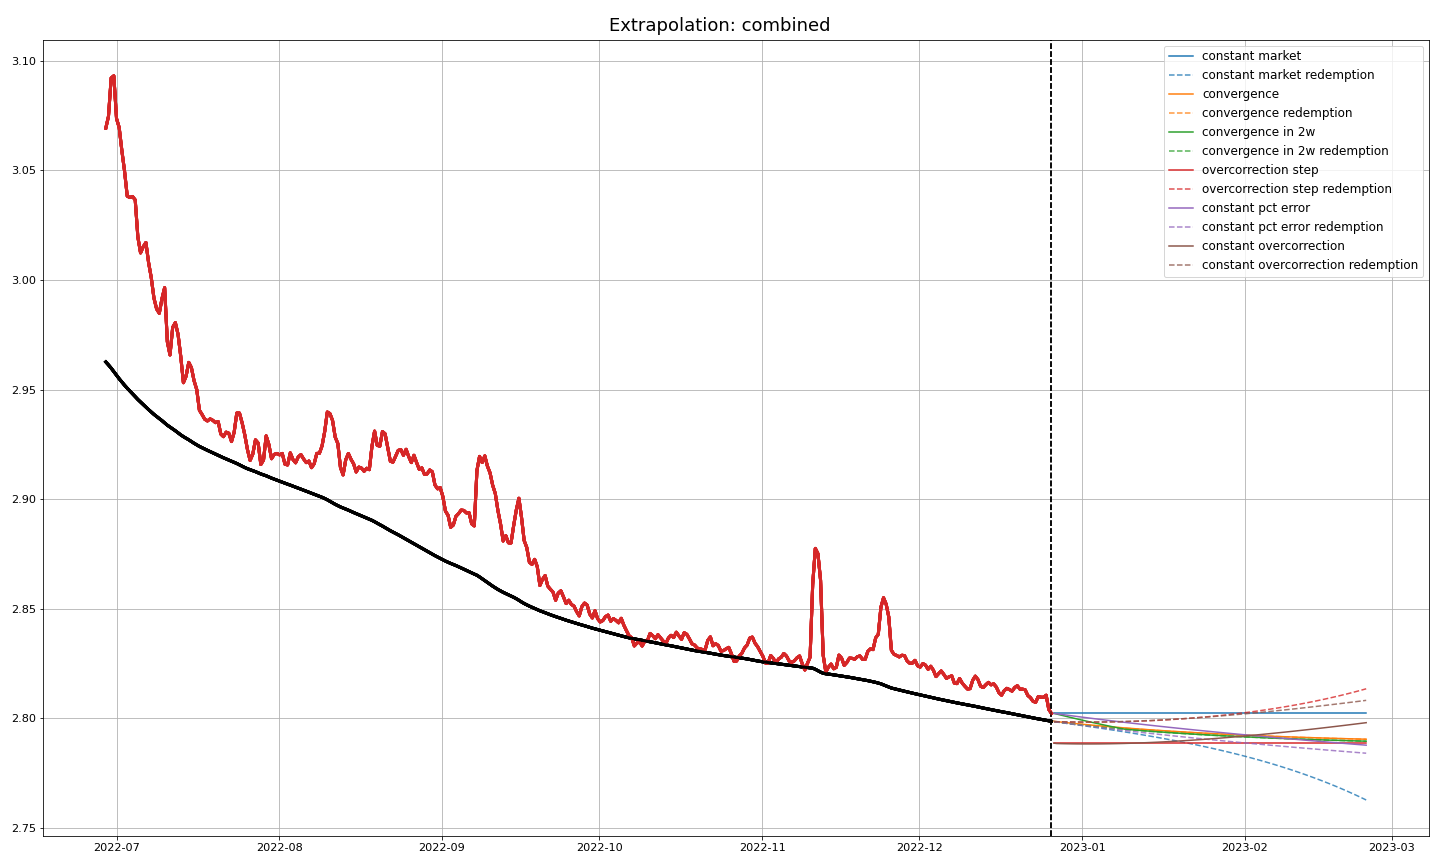 Extrapolation: combined
3.10
3.05
3.00
2.95
2.90
2.85
2.80
2.75
constant market
constant market redemption
convergence
convergence redemption
convergence in 2w
convergence in 2w redemption
overcorrection step
overcorrection step redemption
constant pct error
constant pct error redemption
constant overcorrection
constant overcorrection redemption
2022-07
2022-08
2022-09
2022-10
2022-11
2022-12
2023-01
2023-02
2023-03